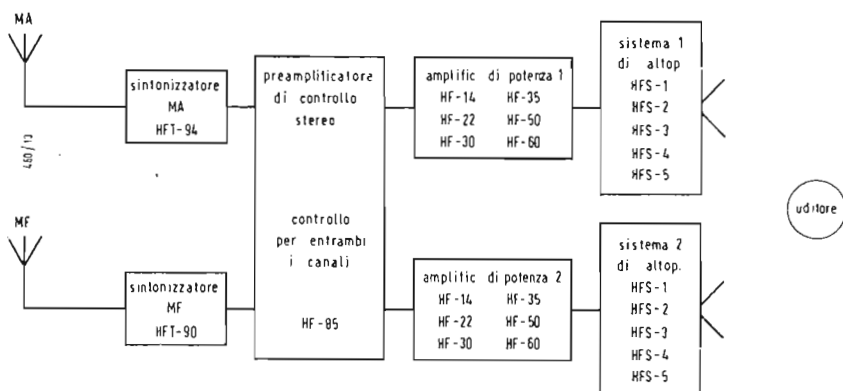 MA
sintonizzatore
MA
HFT-94
preamplificatore
di controllo
stereo
amplific di potenza 1
HF-14 HF-35
HF-22 HF-50
HF-30 HF-60
sistema 1
di altop
HFS-1
HFS-2
HFS-3
HFS-4
HFS-5
460/13
uditore
MF
sintonizzatore
MF
HFT-90
controllo
per entrambi
i canali
HF-85
amplific di potenza 2
HF-14 HF-35
HF-22 HF-50
HF-30 HF-60
sistema 2
di altop.
HFS-1
HFS-2
HFS-3
HFS-4
HFS-5